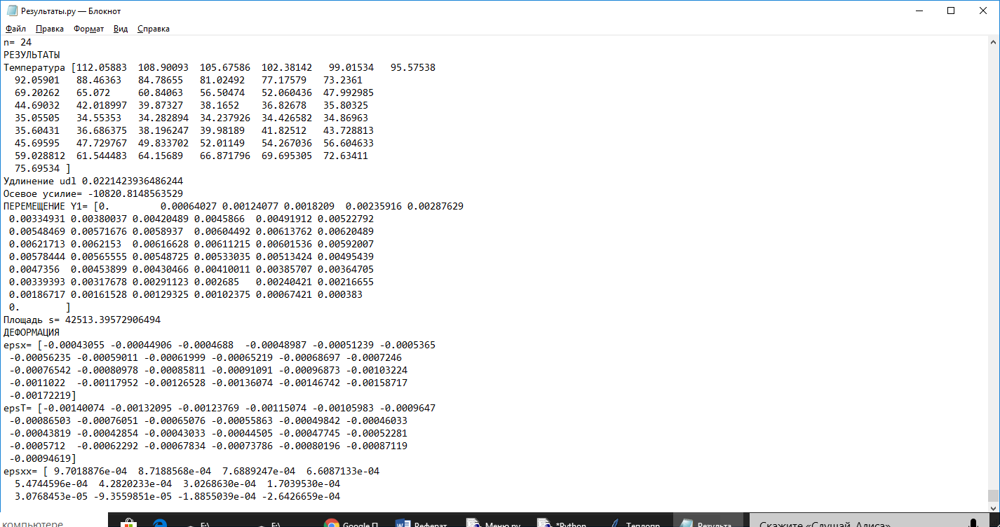 Результаты.py — Блокнот
Файл Правка Формат Вид Справка
n= 24
РЕЗУЛЬТАТЫ
Температура [112.05883 108.90093 105.67586 102.38142 99.01534 95.57538
92.05901 88.46363 84.78655 81.02492 77.17579 73.2361
69.20262 65.072 60.84063 56.50474 52.060436 47.992985
44.69032 42.018997 39.87327 38.1652 36.82678 35.80325
35.05505 34.55353 34.282894 34.237926 34.426582 34.86963
35.60431 36.686375 38.196247 39.98189 41.82512 43.728813
45.69595 47.729767 49.833702 52.01149 54.267036 56.604633
59.028812 61.544483 64.15689 66.871796 69.695305 72.63411
75.69534 ]
Удлинение udl 0.0221423936486244
Осевое усилие= -10820.8148563529
ПЕРЕМЕЩЕНИЕ Y1= [0. 0.00064027 0.00124077 0.0018209 0.00235916 0.00287629
0.00334931 0.00380037 0.00420489 0.0045866 0.00491912 0.00522792
0.00548469 0.00571676 0.0058937 0.00604492 0.00613762 0.00620489
0.00621713 0.0062153 0.00616628 0.00611215 0.00601536 0.00592007
0.00578444 0.00565555 0.00548725 0.00533035 0.00513424 0.00495439
0.0047356 0.00453899 0.00430466 0.00410011 0.00385707 0.00364705
0.00339393 0.00317678 0.00291123 0.002685 0.00240421 0.00216655
0.00186717 0.00161528 0.00129325 0.00102375 0.00067421 0.000383
0. ]
Площадь s= 42513.39572906494
ДЕФОРМАЦИЯ
epsx= [-0.00043055 -0.00044906 -0.0004688 -0.00048987 -0.00051239 -0.0005365
-0.00056235 -0.00059011 -0.00061999 -0.00065219 -0.00068697 -0.0007246
-0.00076542 -0.00080978 -0.00085811 -0.00091091 -0.00096873 -0.00103224
-0.0011022 -0.00117952 -0.00126528 -0.00136074 -0.00146742 -0.00158717
-0.00172219]
epsT= [-0.00140074 -0.00132095 -0.00123769 -0.00115074 -0.00105983 -0.0009647
-0.00086503 -0.00076051 -0.00065076 -0.00055863 -0.00049842 -0.00046033
-0.00043819 -0.00042854 -0.00043033 -0.00044505 -0.00047745 -0.00052281
-0.0005712 -0.00062292 -0.00067834 -0.00073786 -0.00080196 -0.00087119
-0.00094619]
epsxx= [ 9.7018876e-04 8.7188568e-04 7.6889247e-04 6.6087133e-04
5.4744596e-04 4.2820233e-04 3.0268630e-04 1.7039530e-04
3.0768453e-05 -9.3559851e-05 -1.8855039e-04 -2.6426659e-04
компьютере
E:\ E:\ Google П Реферат Меню.ру *Python Теплопр Результа Скажите «Слушай, Алиса»